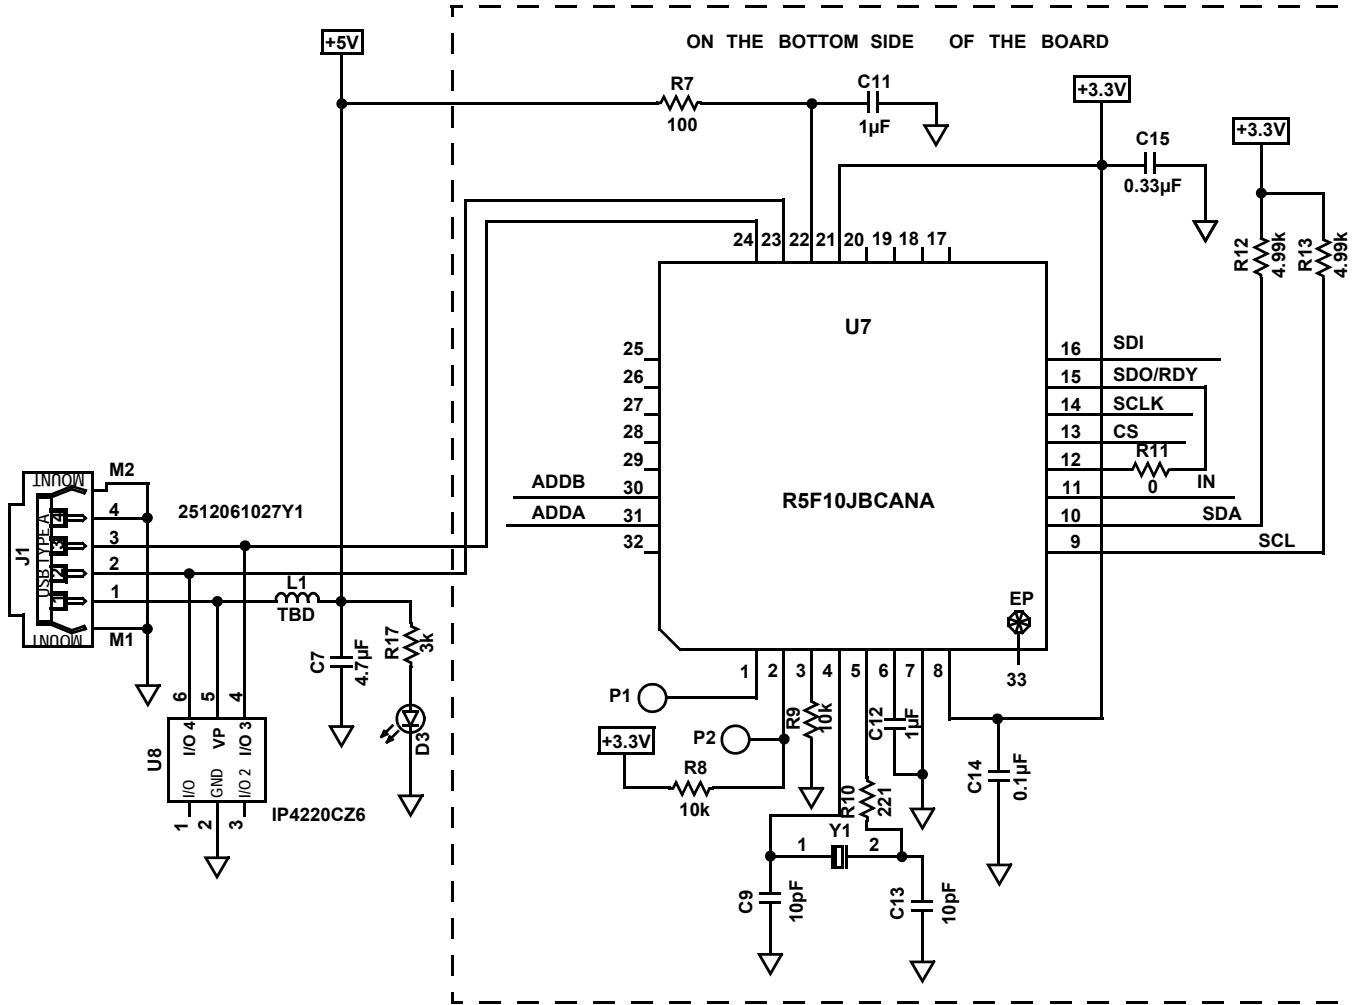 ON THE BOTTOM SIDE OF THE BOARD
+5V
R7
100
C11
1µF
+3.3V
C15
0.33µF
+3.3V
R12
4.99k
R13
4.99k
24 23 22 21 20 19 18 17
U7
R5F10JBCANA
25
26
27
28
29
30
31
32
ADDB
ADDA
16 SDI
15 SDO/RDY
14 SCLK
13 CS
R11
12
0
11 IN
10 SDA
9 SCL
EP
33
1 2 3 4 5 6 7 8
J1
MOUNT
USB TYPE A
4
3
2
1
MOUNT
M2
4
3
2
1
M1
2512061027Y1
L1
TBD
C7
4.7µF
R17
3k
D3
6 5 4
I/O 4 VP I/O 3
U8
I/O GND I/O 2
1 2 3
IP4220CZ6
P1
P2
+3.3V
R8
10k
R9
10k
R10
221
C12
1µF
C14
0.1µF
Y1
1 2
C9
10pF
C13
10pF